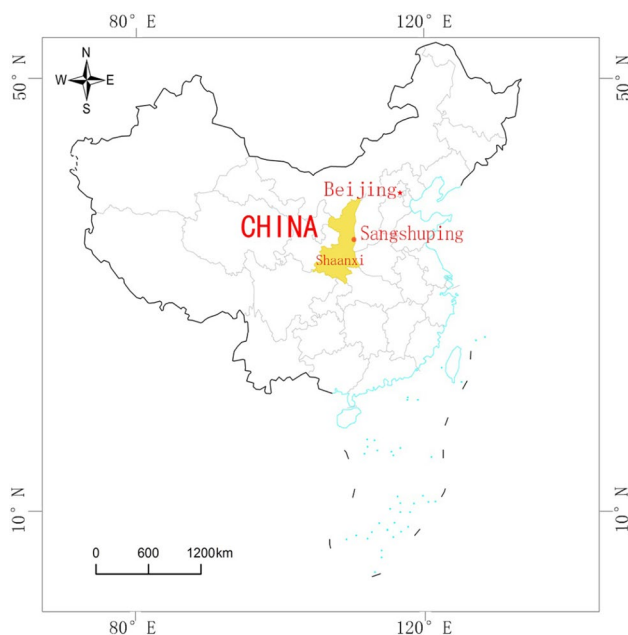 80° E 120° E
N
W E
S
50° N 50° N
Beijing
CHINA
Sangshuping
Shaanxi
10° N 10° N
0 600 1200km
80° E 120° E